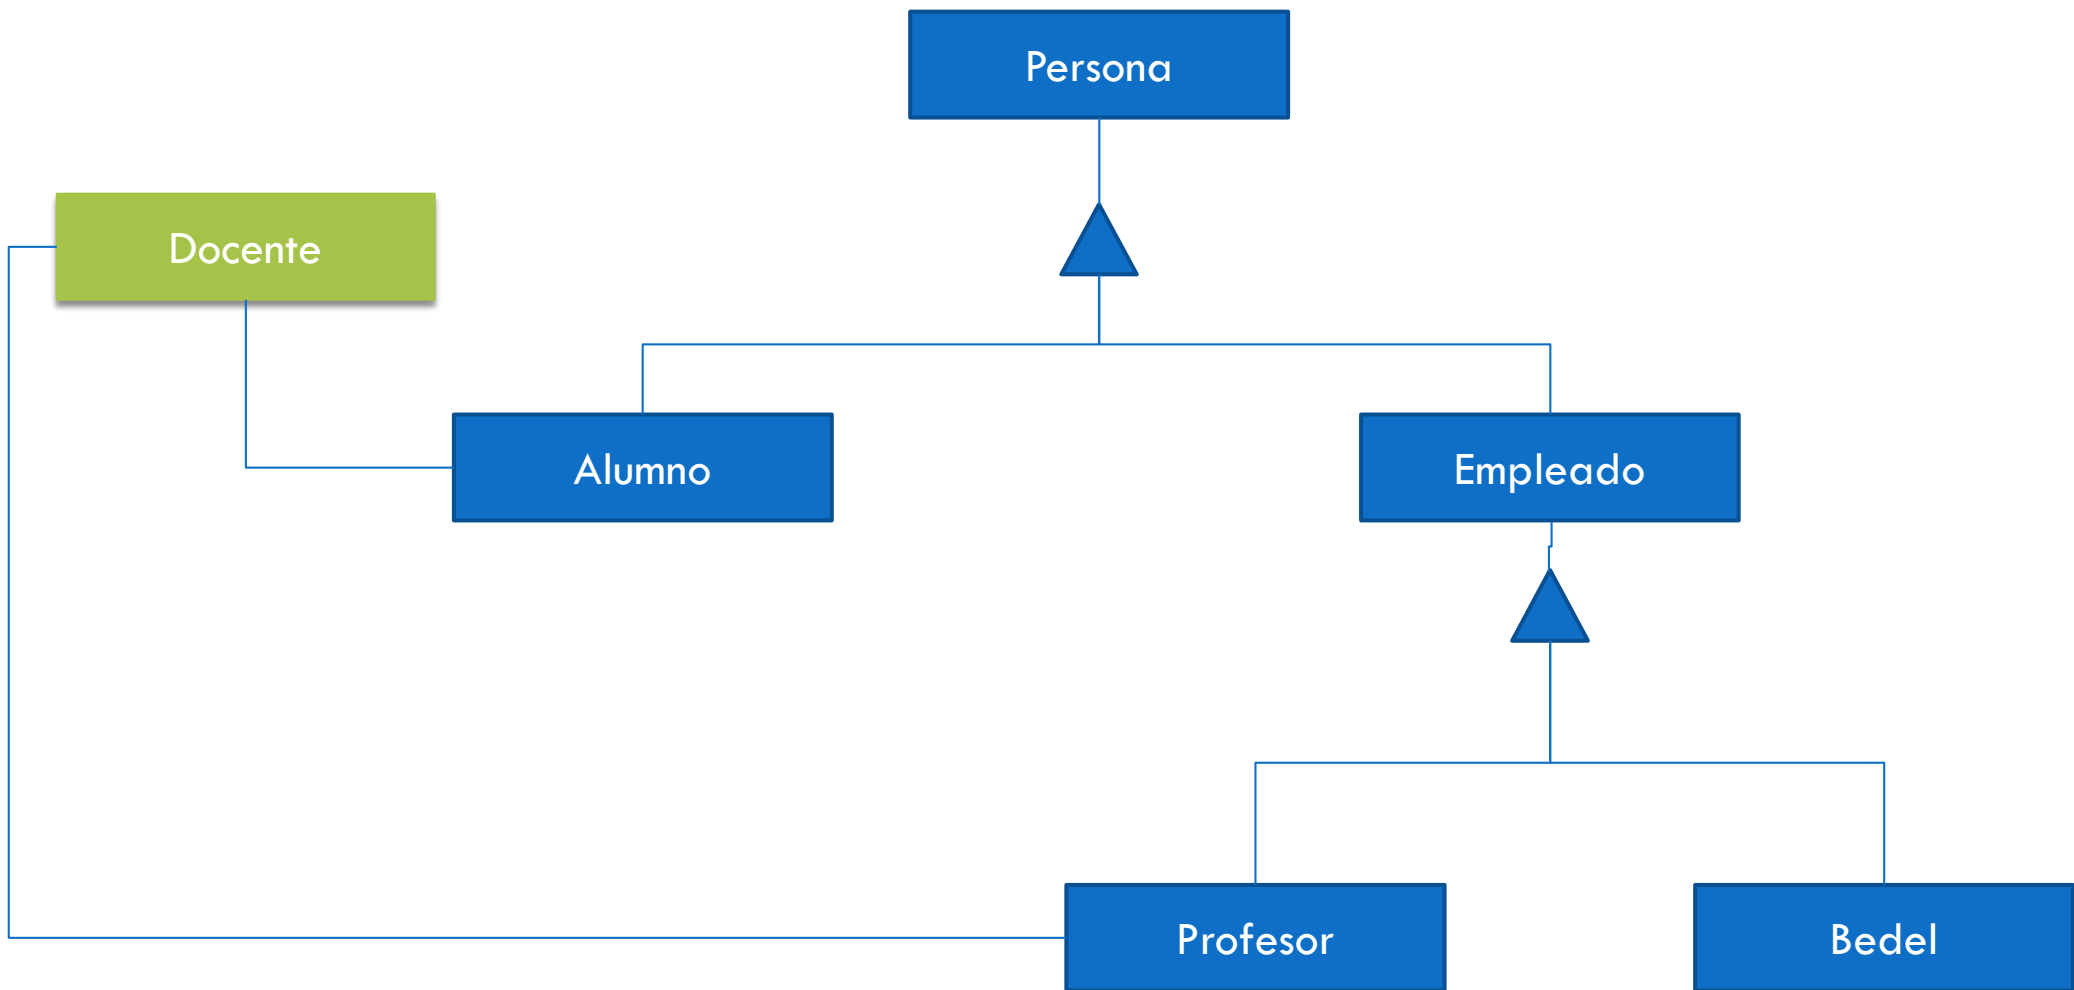 Persona
Docente
Alumno
Empleado
Profesor
Bedel